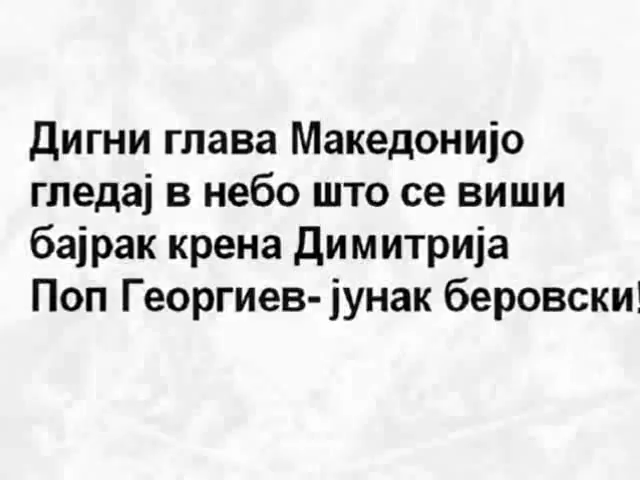 Дигни глава Македонијо
гледај в небо што се виши
бајрак крена Димитрија
Поп Георгиев- јунак беровски!